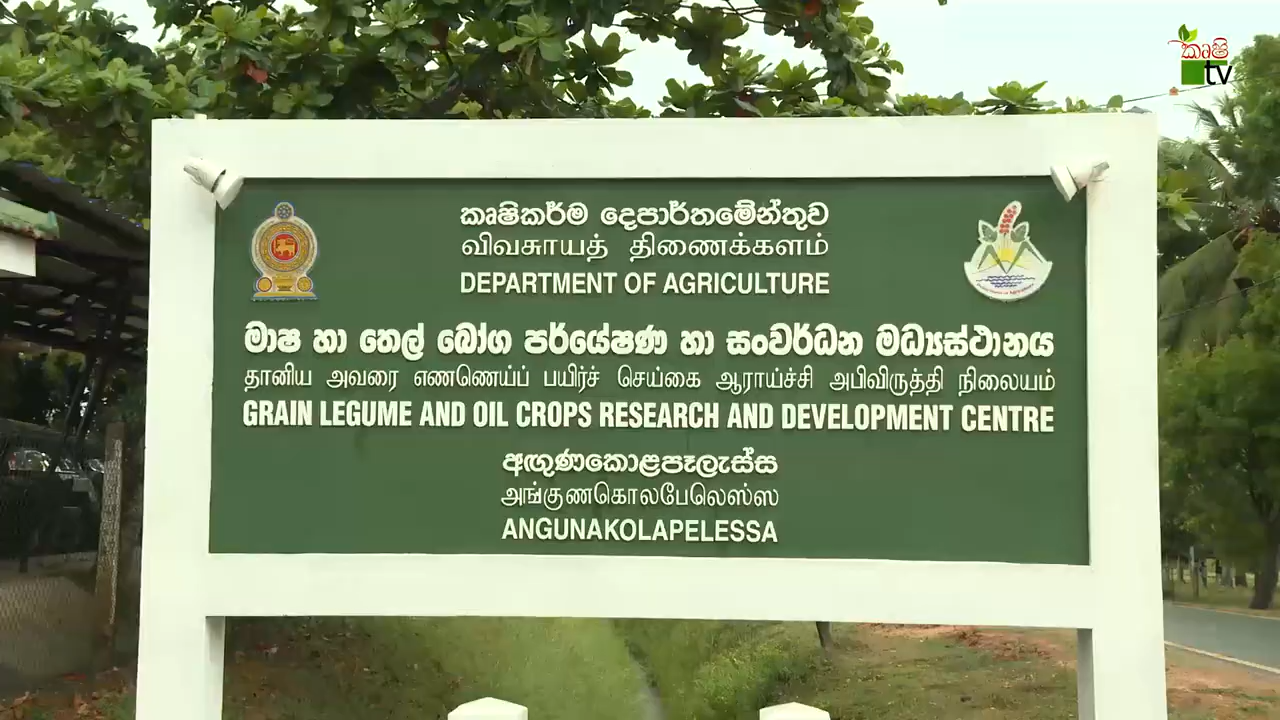 කෘෂි
tv
කෘෂිකර්ම දෙපාර්තමේන්තුව
விவசாயத் திணைக்களம்
DEPARTMENT OF AGRICULTURE
මාෂ හා තෙල් බෝග පර්යේෂණ හා සංවර්ධන මධ්‍යස්ථානය
தானிய அவரை எண்ணெய்ப் பயிர்ச் செய்கை ஆராய்ச்சி அபிவிருத்தி நிலையம்
GRAIN LEGUME AND OIL CROPS RESEARCH AND DEVELOPMENT CENTRE
අඟුණකොළපැලැස්ස
அங்குணகொலபேலெஸ்ஸ
ANGUNAKOLAPELESSA